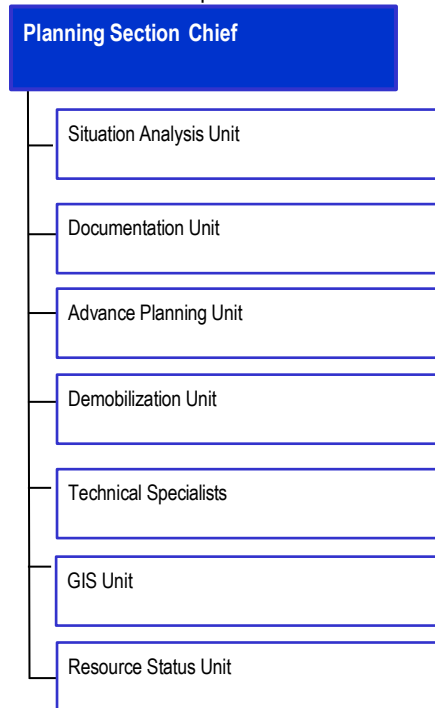 Planning Section Chief
Situation Analysis Unit
Documentation Unit
Advance Planning Unit
Demobilization Unit
Technical Specialists
GIS Unit
Resource Status Unit